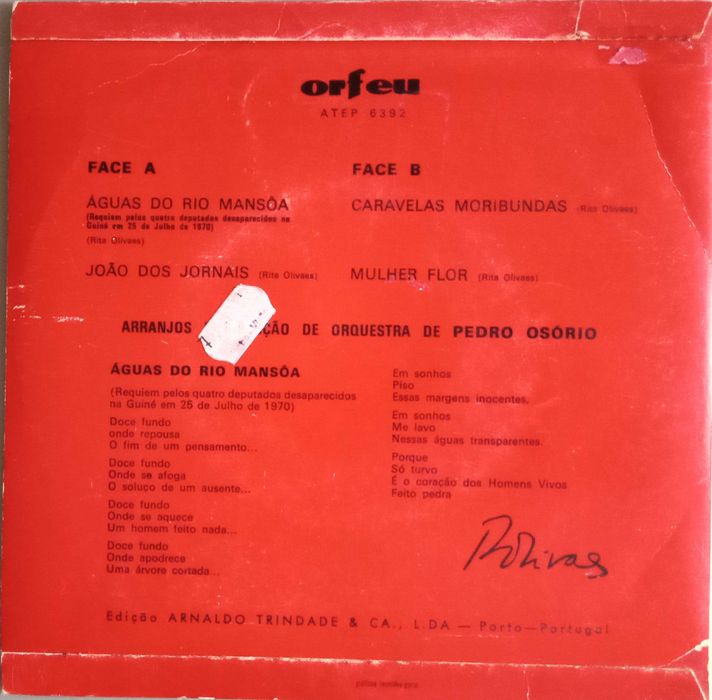 orfeu
ATEP 6392
FACE A
ÁGUAS DO RIO MANSÔA
(Requiem pelos quatro deputados desaparecidos na
Guiné em 25 de Julho de 1970)
(Rita Olivaes)
JOÃO DOS JORNAIS (Rita Olivaes)
FACE B
CARAVELAS MORIBUNDAS (Rita Olivaes)
MULHER FLOR (Rita Olivaes)
ARRANJOS ÇÃO DE ORQUESTRA DE PEDRO OSÓRIO
ÁGUAS DO RIO MANSÔA
(Requiem pelos quatro deputados desaparecidos
na Guiné em 25 de Julho de 1970)
Doce fundo
onde repousa
O fim de um pensamento...
Doce fundo
Onde se afoga
O soluço de um ausente...
Doce fundo
Onde se aquece
Um homem feito nada...
Doce fundo
Onde apodrece
Uma árvore cortada...
Em sonhos
Piso
Essas margens inocentes,
Em sonhos
Me lavo
Nessas águas transparentes.
Porque
Só turvo
É o coração dos Homens Vivos
Feito pedra
ROlivaes
Edição ARNALDO TRINDADE & CA., L.DA — Porto—Portugal